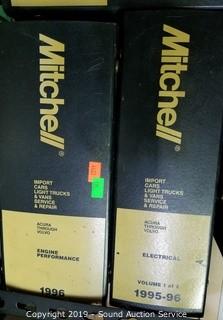 Mitchell®
IMPORT
CARS
LIGHT TRUCKS
& VANS
SERVICE
& REPAIR
ACURA
THROUGH
VOLVO
ENGINE
PERFORMANCE
1996
Mitchell®
IMPORT
CARS
LIGHT TRUCKS
& VANS
SERVICE
& REPAIR
ACURA
THROUGH
VOLVO
ELECTRICAL
VOLUME 1 of
1995-96
Copyright 2019 - Sound Auction Service